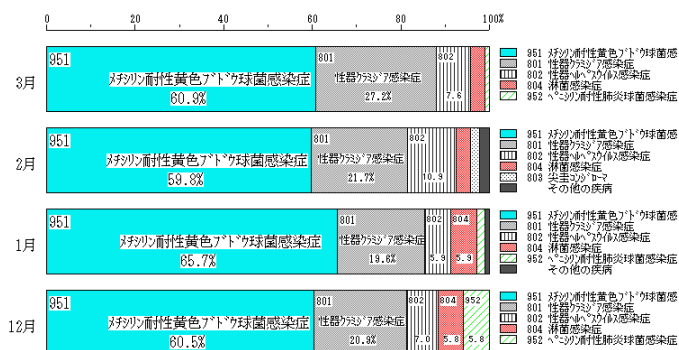 0 20 40 60 80 100%
3月
951
メチシリン耐性黄色ブドウ球菌感染症
60.9%
801
性器クラミジア感染症
27.2%
802
7.6
951 メチシリン耐性黄色ブドウ球菌感
801 性器クラミジア感染症
802 性器ヘルペスウイルス感染症
804 淋菌感染症
952 ペニシリン耐性肺炎球菌感染症
2月
951
メチシリン耐性黄色ブドウ球菌感染症
59.8%
801
性器クラミジア感染症
21.7%
802
10.9
951 メチシリン耐性黄色ブドウ球菌感
801 性器クラミジア感染症
802 性器ヘルペスウイルス感染症
804 淋菌感染症
803 尖圭コンジローマ
その他の疾病
1月
951
メチシリン耐性黄色ブドウ球菌感染症
65.7%
801
性器クラミジア感染症
19.6%
802
5.9
804
5.9
951 メチシリン耐性黄色ブドウ球菌感
801 性器クラミジア感染症
802 性器ヘルペスウイルス感染症
804 淋菌感染症
952 ペニシリン耐性肺炎球菌感染症
その他の疾病
12月
951
メチシリン耐性黄色ブドウ球菌感染症
60.5%
801
性器クラミジア感染症
20.9%
802
7.0
804
5.8
952
5.8
951 メチシリン耐性黄色ブドウ球菌感
801 性器クラミジア感染症
802 性器ヘルペスウイルス感染症
804 淋菌感染症
952 ペニシリン耐性肺炎球菌感染症